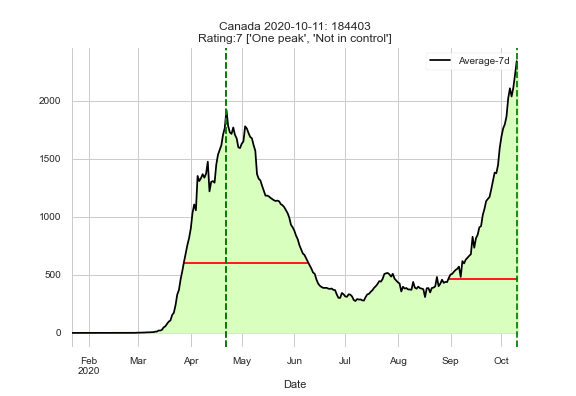 Canada 2020-10-11: 184403
Rating:7 ['One peak', 'Not in control']
Average-7d
2000
1500
1000
500
0
Feb Mar Apr May Jun Jul Aug Sep Oct
2020
Date